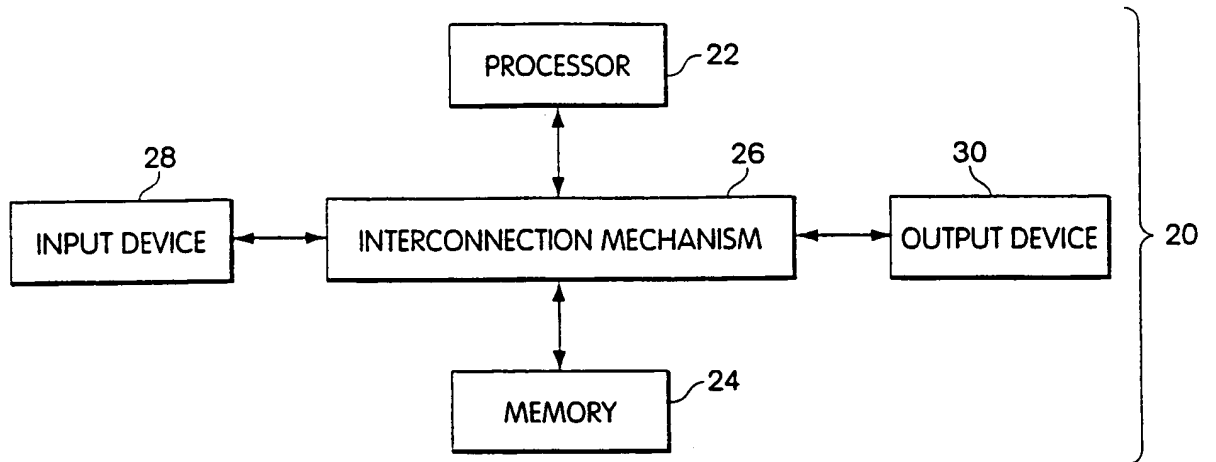 PROCESSOR
22
28
26
30
INPUT DEVICE
INTERCONNECTION MECHANISM
OUTPUT DEVICE
20
MEMORY
24